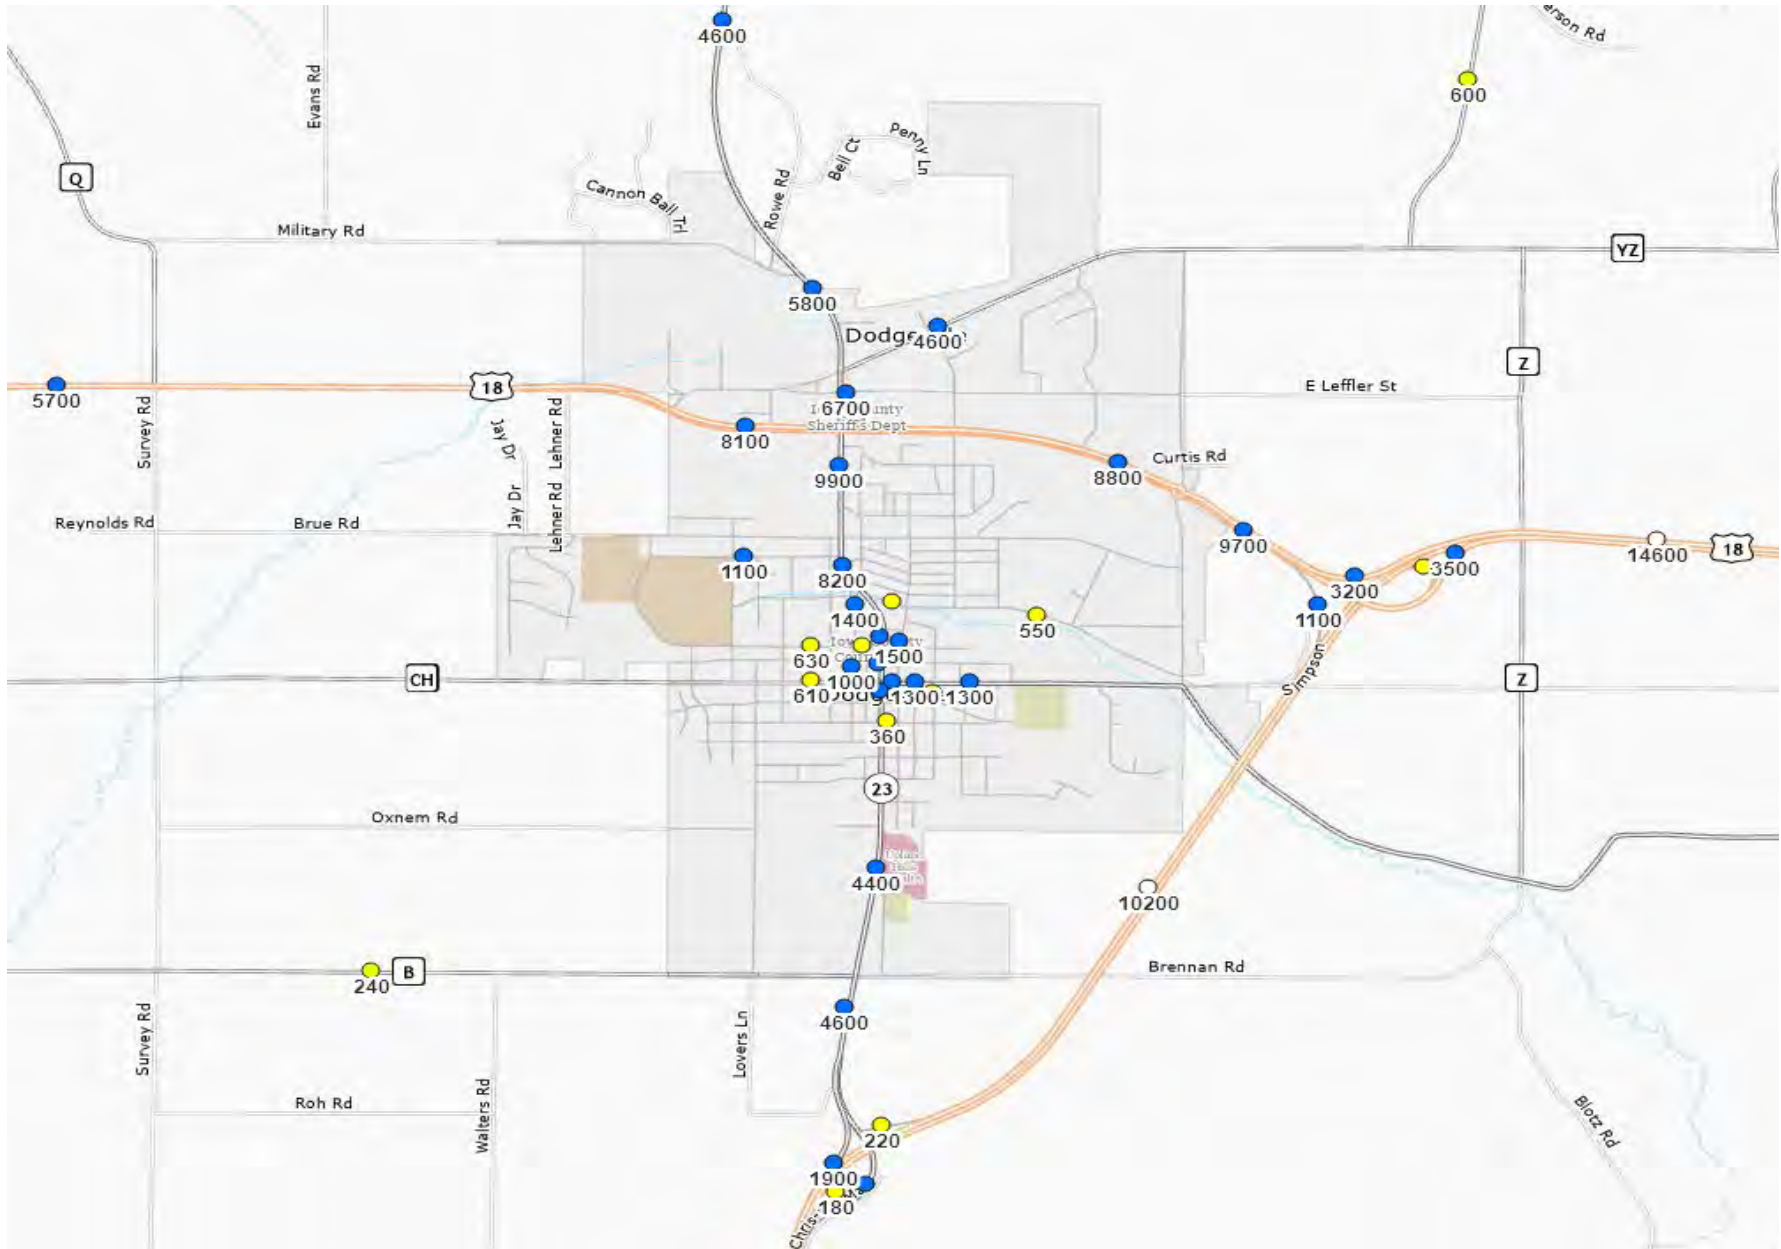 4600
arson Rd
600
Evans Rd
Penny Ln
Bell Ct
Q
Cannon Ball Trl
Rowe Rd
Military Rd
YZ
5800
4600
Z
18
5700
E Leffler St
6700
Sheriff's Dept
8100
Survey Rd
Jay Dr
Lehner Rd
Curtis Rd
8800
9900
Jay Dr
Lehner Rd
Reynolds Rd
Brue Rd
9700
14600
18
1100
8200
3500
3200
1400
1100
550
630
1500
Simpson
CH
1000
610
1300
1300
Z
360
23
Oxnem Rd
4400
10200
B
240
Brennan Rd
4600
Survey Rd
Lovers Ln
Walters Rd
Roh Rd
Blotz Rd
220
1900
180
Chris